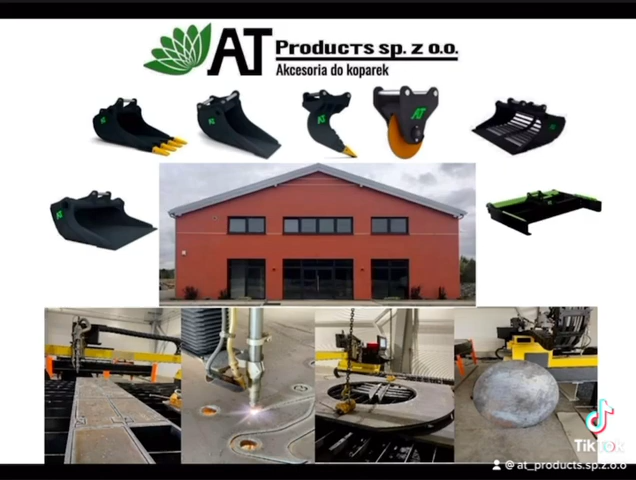 AT Products sp. z o.o.
Akcesoria do koparek
TikTok
@at_products.sp.z.o.o